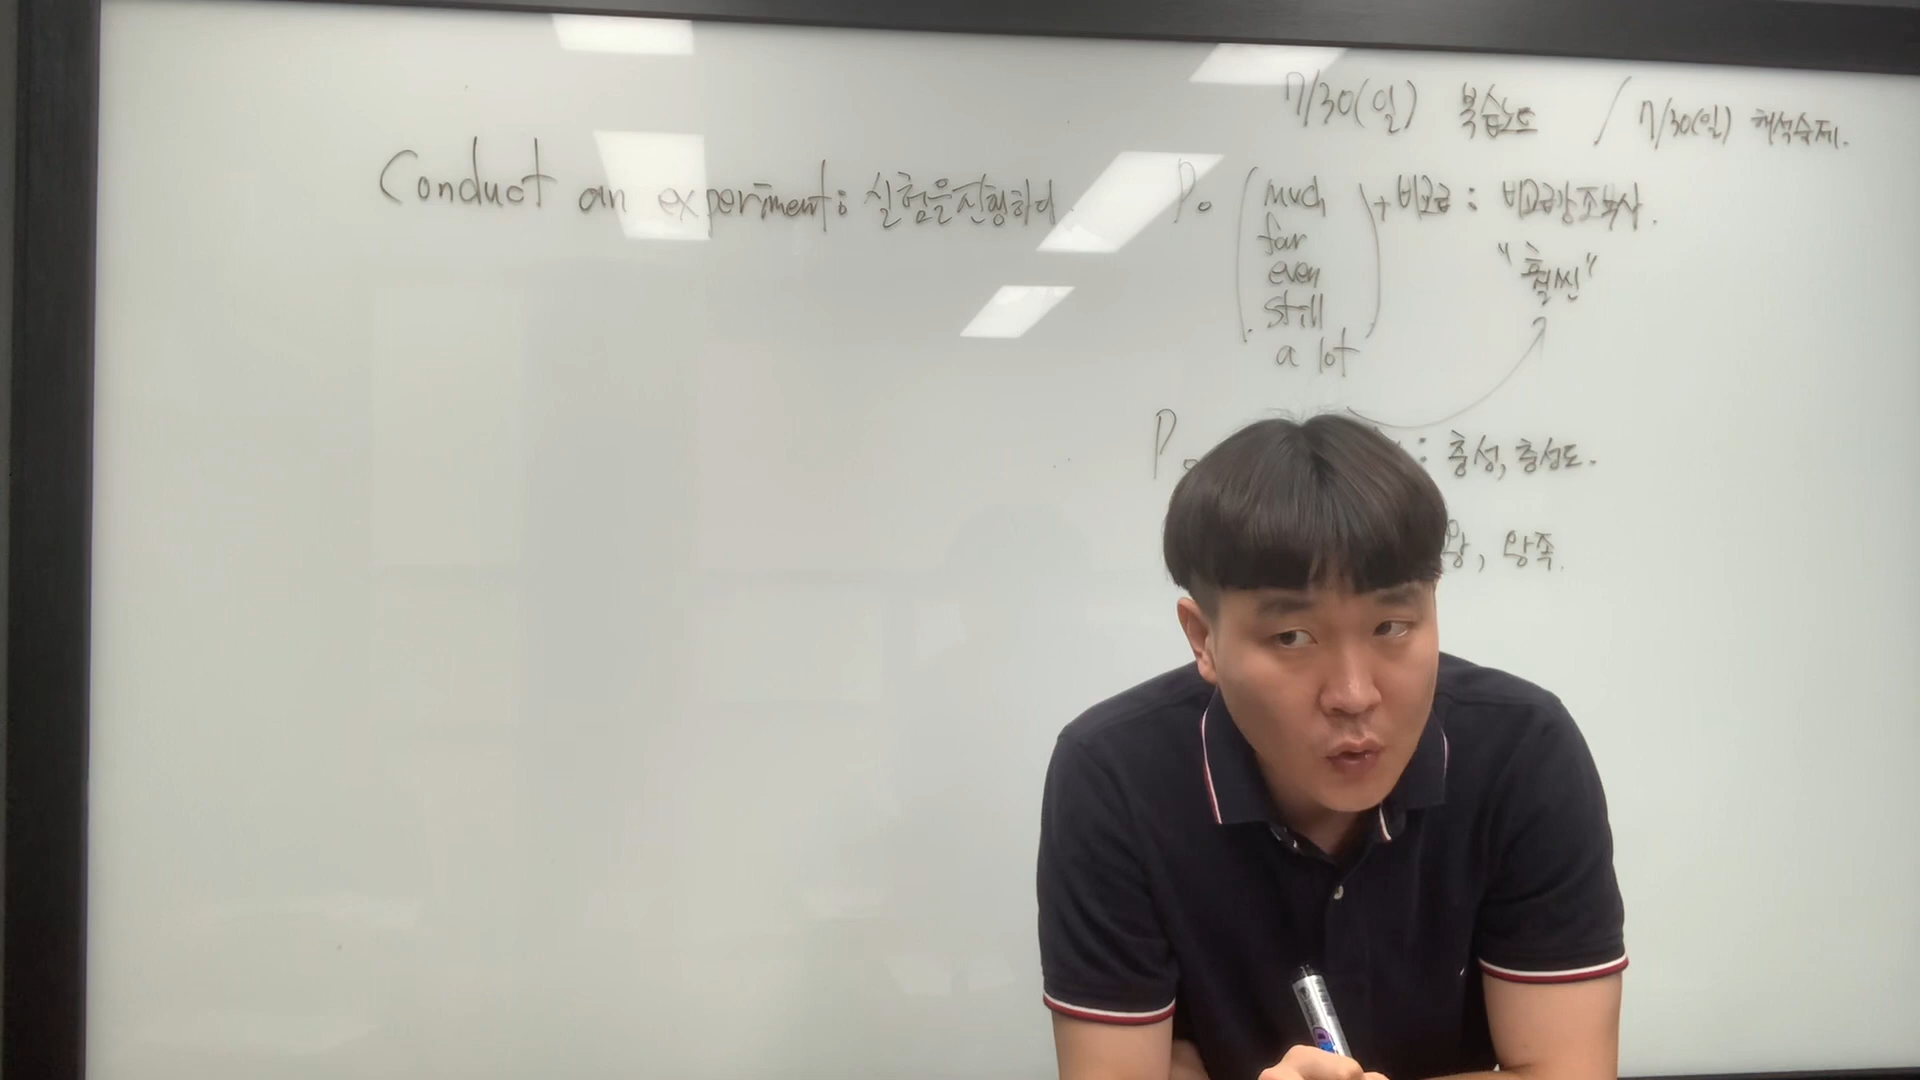 7/30(일) 복습노트 / 7/30(일) 해석숙제.
Conduct an experiment: 실험을 진행하다.
P. (much far even still a lot) + 비교급 : 비교급강조부사.
"훨씬"
P. : 충성, 충성도.
왕, 왕족.